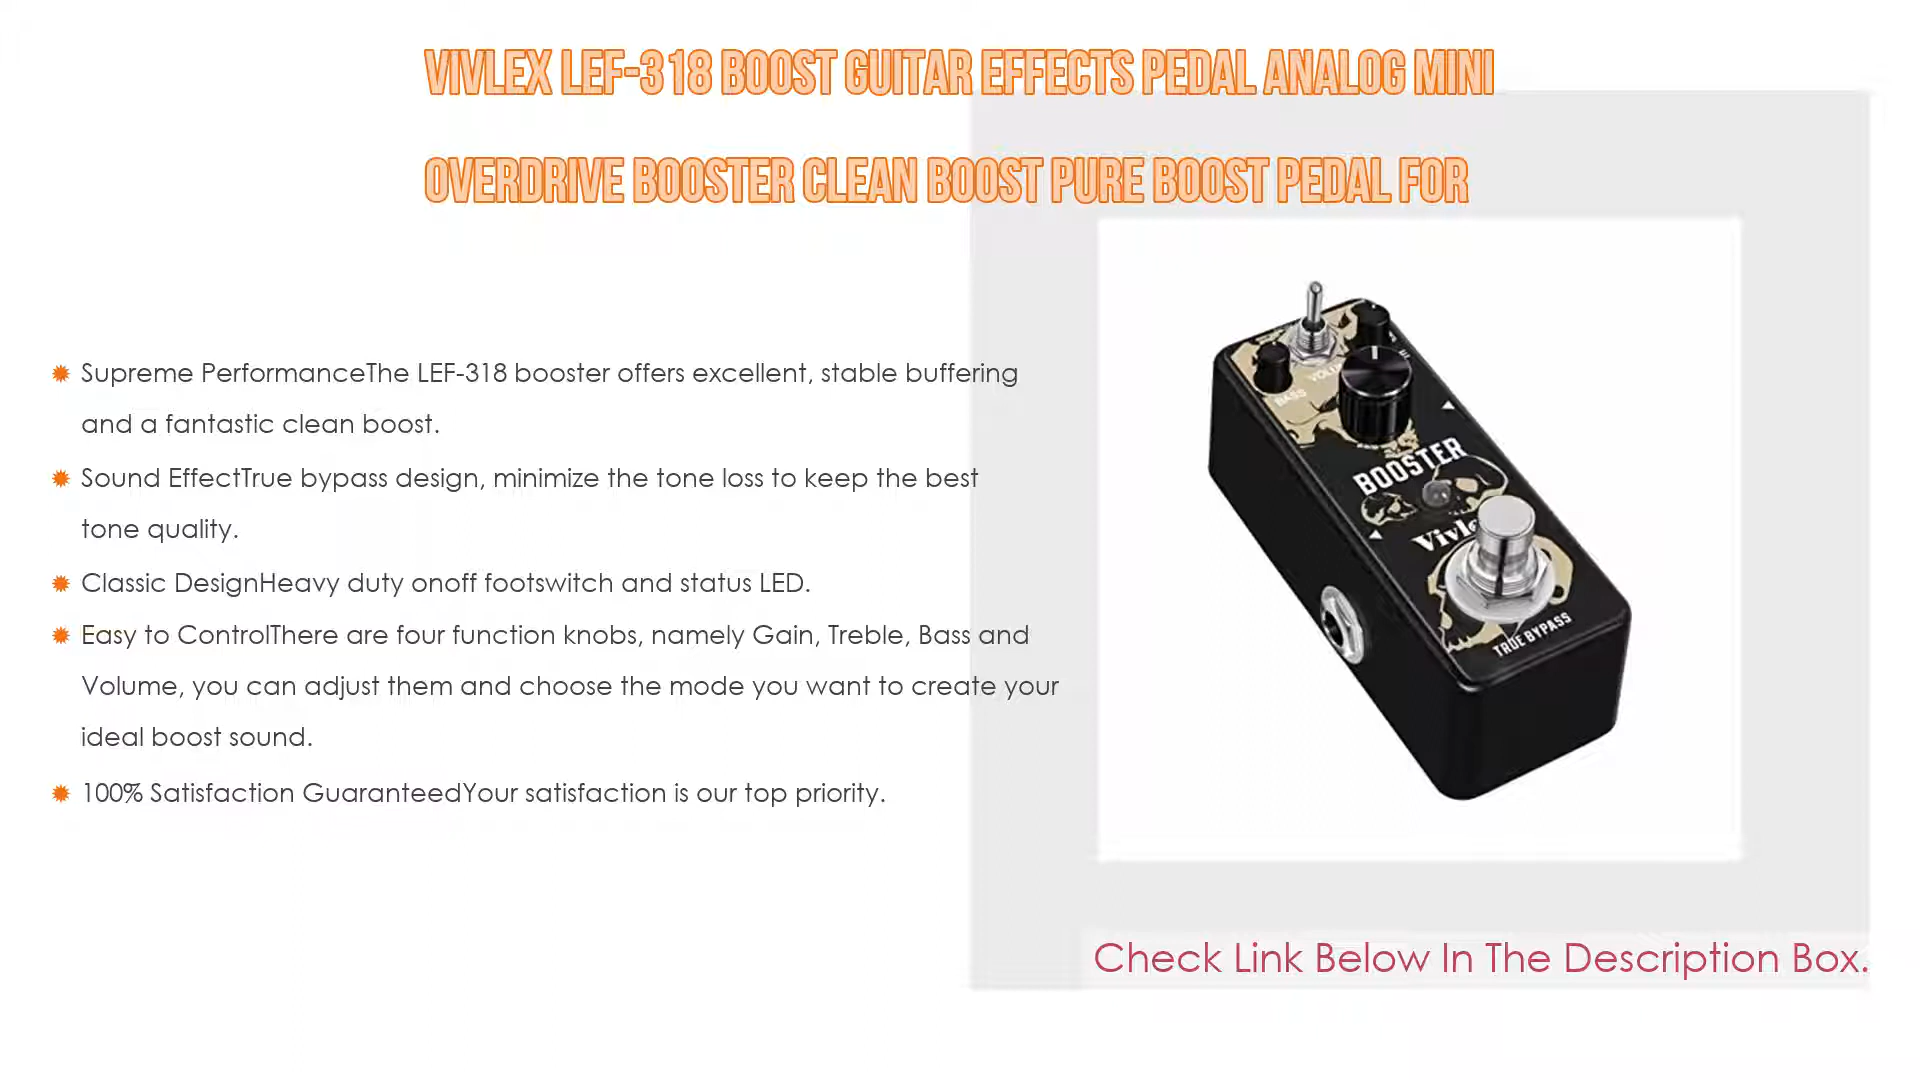 VIVLEX LEF-318 BOOST GUITAR EFFECTS PEDAL ANALOG MINI
OVERDRIVE BOOSTER CLEAN BOOST PURE BOOST PEDAL FOR
Supreme PerformanceThe LEF-318 booster offers excellent, stable buffering
and a fantastic clean boost.
Sound EffectTrue bypass design, minimize the tone loss to keep the best
tone quality.
Classic DesignHeavy duty onoff footswitch and status LED.
Easy to ControlThere are four function knobs, namely Gain, Treble, Bass and
Volume, you can adjust them and choose the mode you want to create your
ideal boost sound.
100% Satisfaction GuaranteedYour satisfaction is our top priority.
BASS
BOOSTER
TRUE BYPASS
Check Link Below In The Description Box.